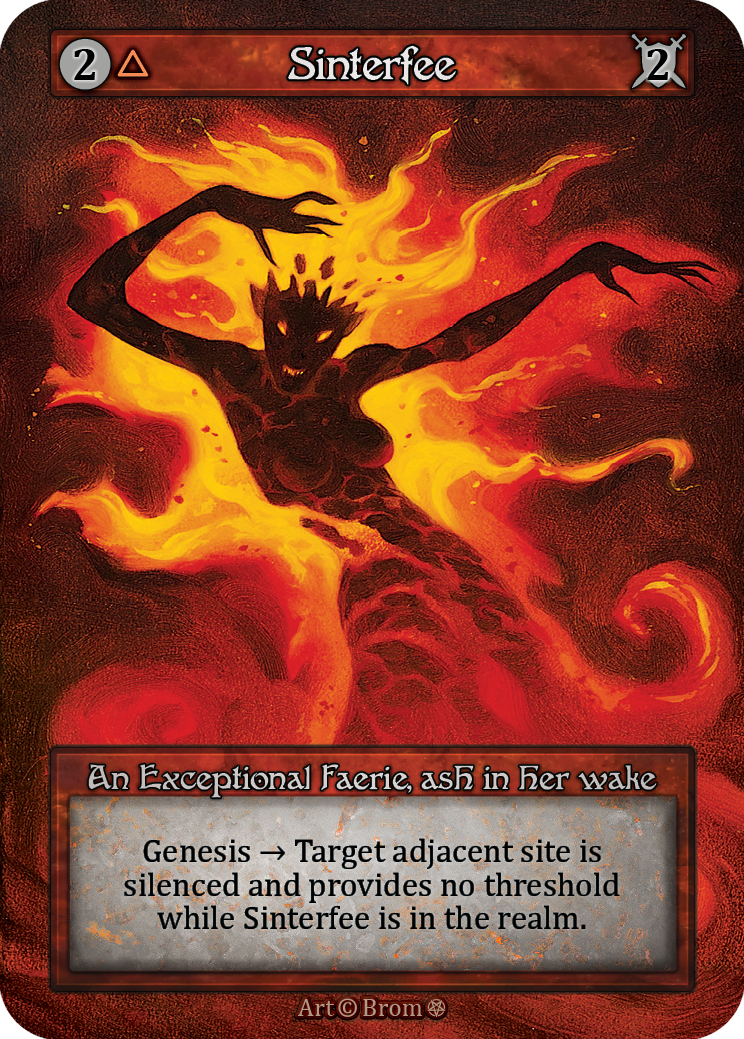 2 Sinterfee 2
An Exceptional Faerie, ash in her wake
Genesis → Target adjacent site is
silenced and provides no threshold
while Sinterfee is in the realm.
Art © Brom